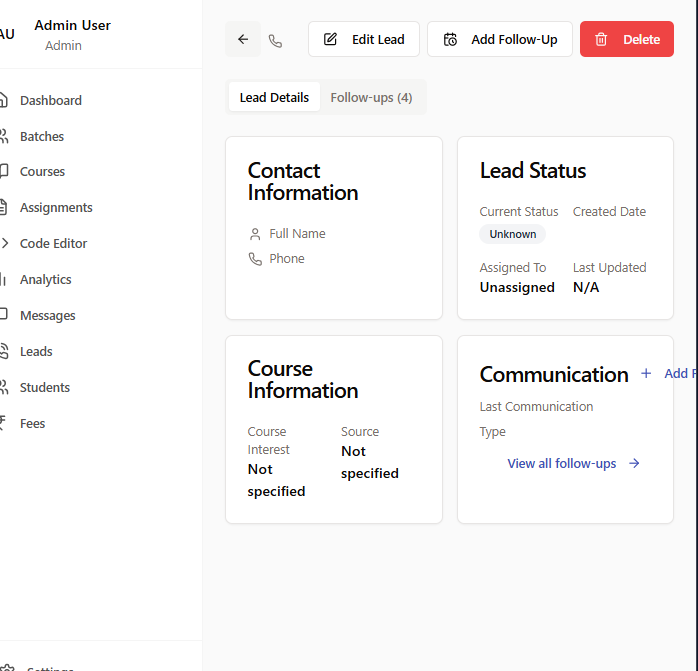 AU
Admin User
Admin
Dashboard
Batches
Courses
Assignments
Code Editor
Analytics
Messages
Leads
Students
Fees
Settings
Edit Lead
Add Follow-Up
Delete
Lead Details
Follow-ups (4)
Contact
Information
Full Name
Phone
Lead Status
Current Status
Created Date
Unknown
Assigned To
Last Updated
Unassigned
N/A
Course
Information
Course
Interest
Source
Not
specified
Not
specified
Communication
Add F
Last Communication
Type
View all follow-ups